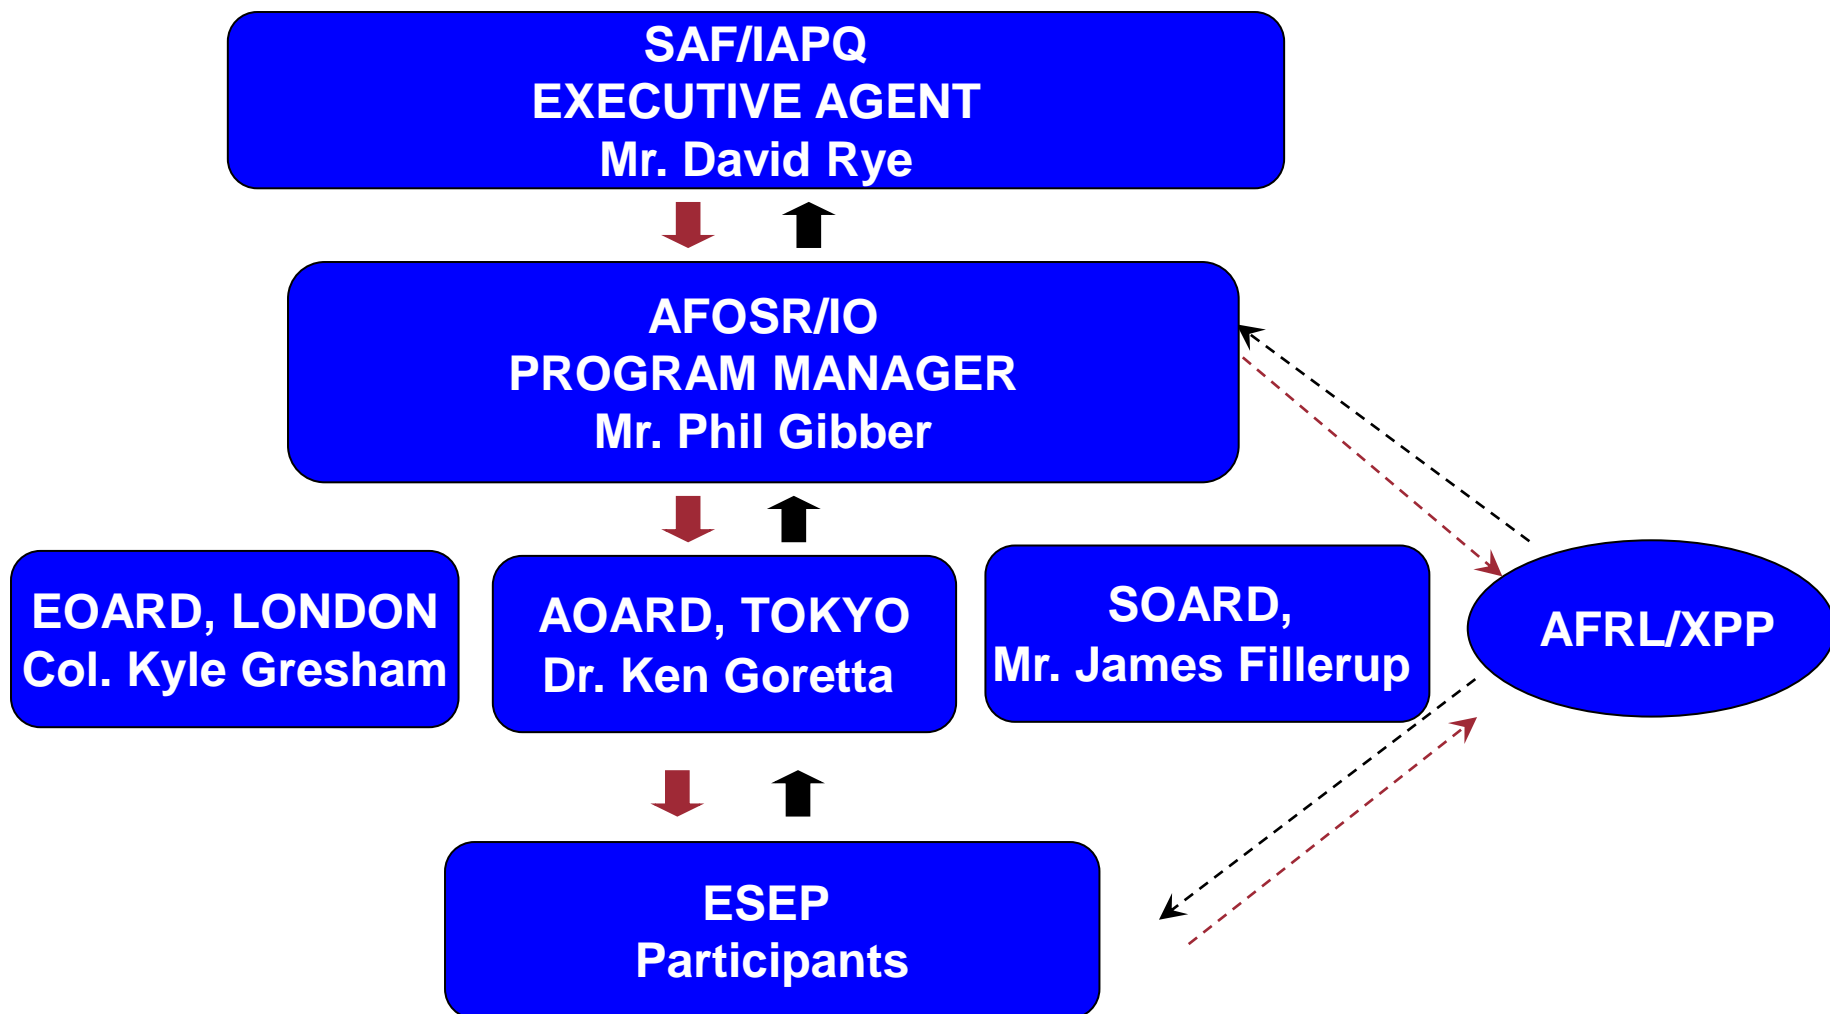 SAF/IAPQ
EXECUTIVE AGENT
Mr. David Rye
AFOSR/IO
PROGRAM MANAGER
Mr. Phil Gibber
EOARD, LONDON
Col. Kyle Gresham
AOARD, TOKYO
Dr. Ken Goretta
SOARD,
Mr. James Fillerup
AFRL/XPP
ESEP
Participants